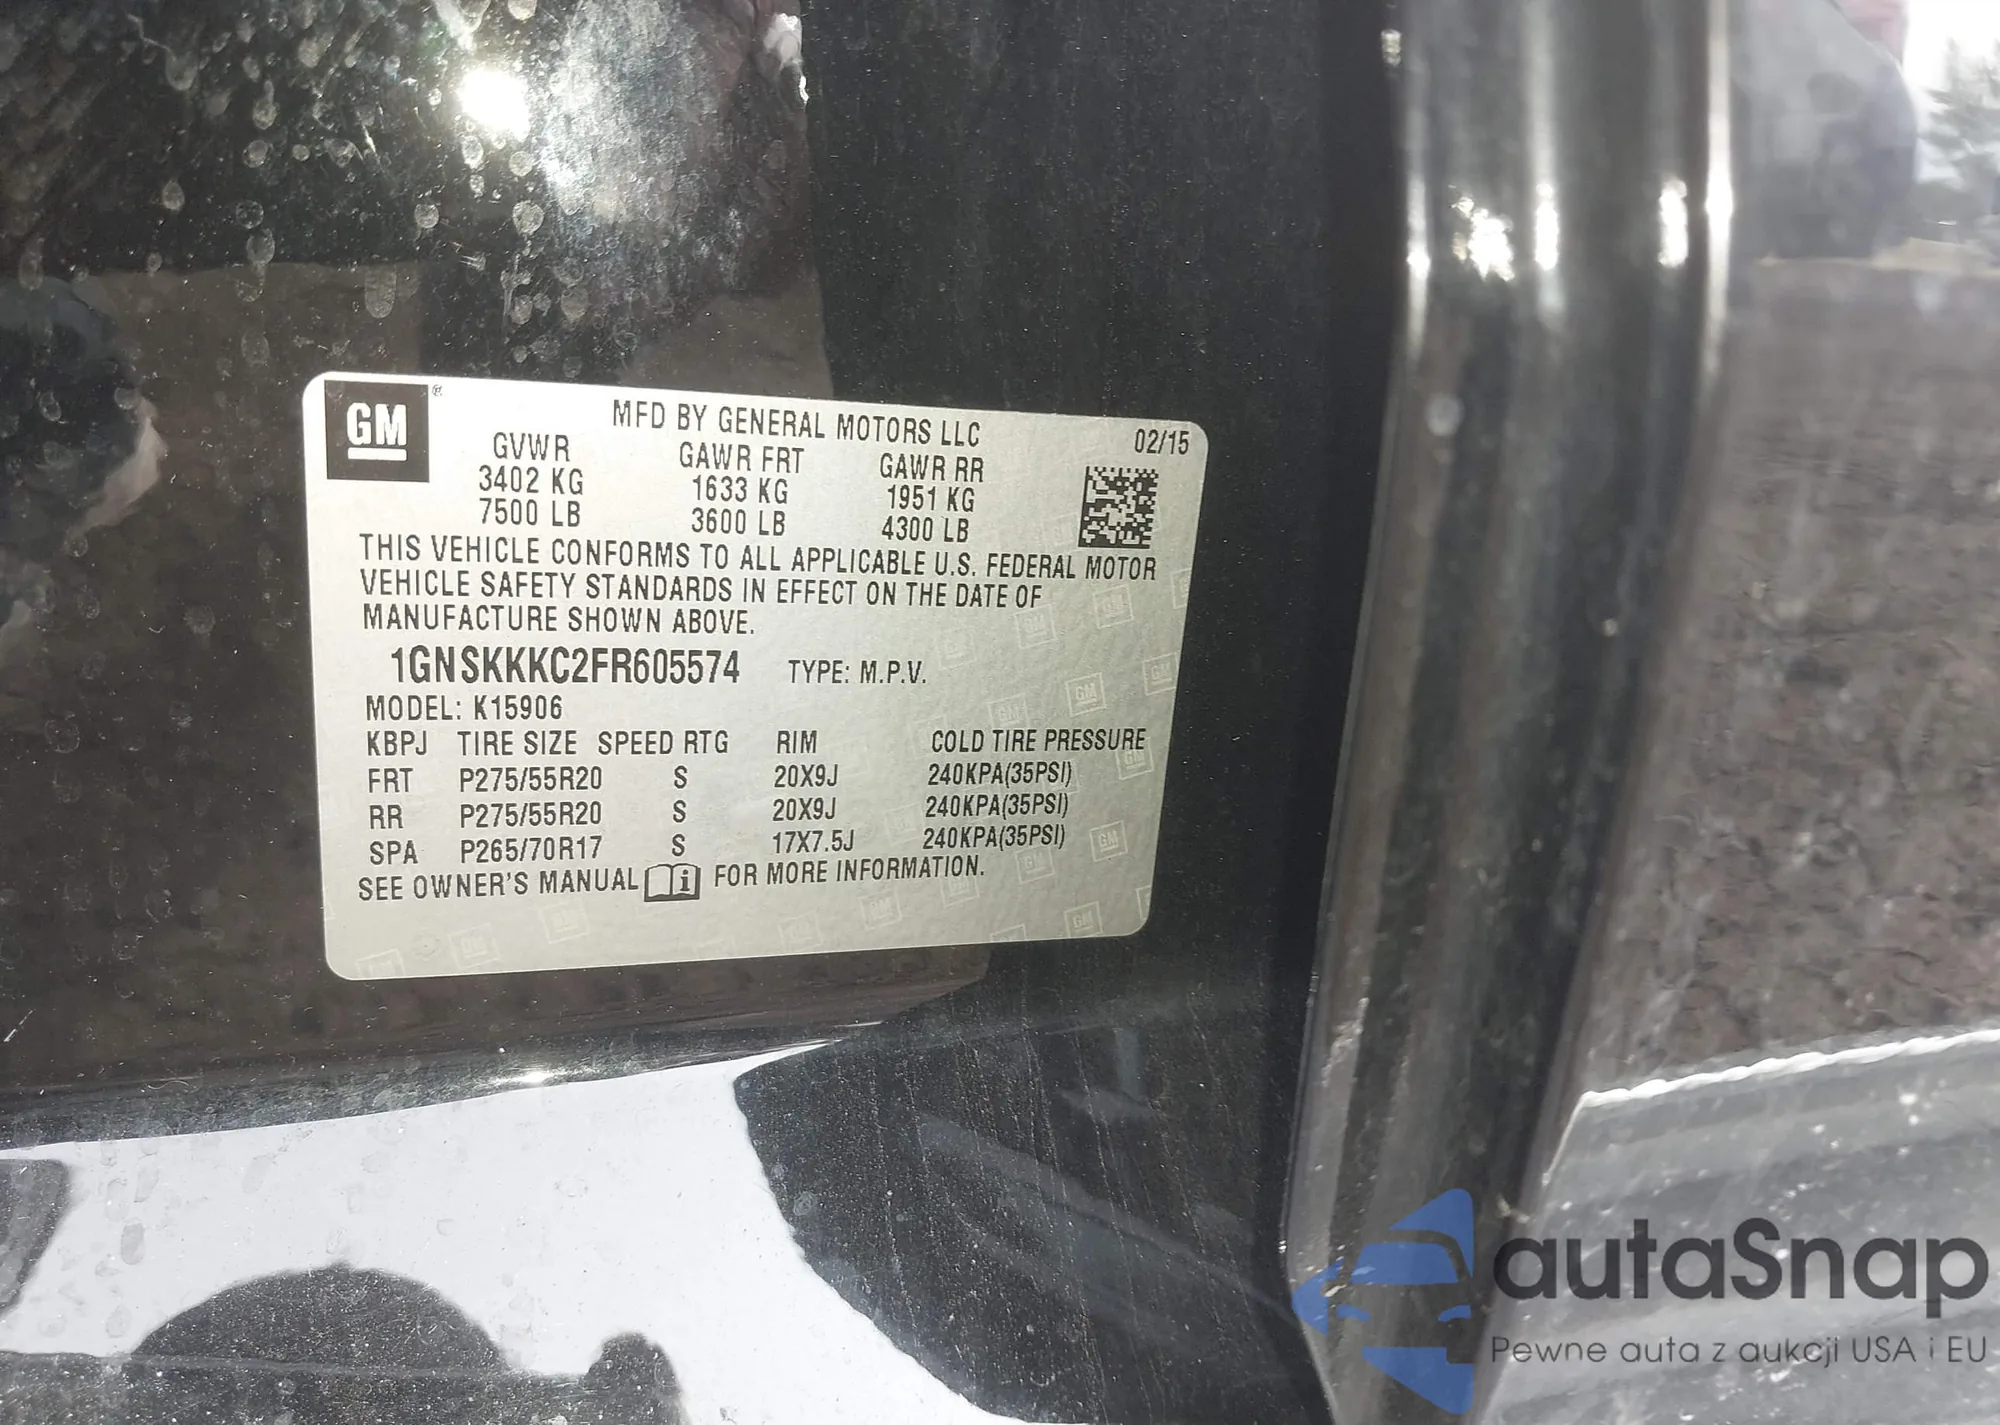 GM ®
MFD BY GENERAL MOTORS LLC
02/15
GVWR GAWR FRT GAWR RR
3402 KG 1633 KG 1951 KG
7500 LB 3600 LB 4300 LB
THIS VEHICLE CONFORMS TO ALL APPLICABLE U.S. FEDERAL MOTOR
VEHICLE SAFETY STANDARDS IN EFFECT ON THE DATE OF
MANUFACTURE SHOWN ABOVE.
1GNSKKKC2FR605574 TYPE: M.P.V.
MODEL: K15906
KBPJ TIRE SIZE SPEED RTG RIM COLD TIRE PRESSURE
FRT P275/55R20 S 20X9J 240KPA(35PSI)
RR P275/55R20 S 20X9J 240KPA(35PSI)
SPA P265/70R17 S 17X7.5J 240KPA(35PSI)
SEE OWNER'S MANUAL i FOR MORE INFORMATION.
autaSnap
Pewne auta z aukcji USA i EU